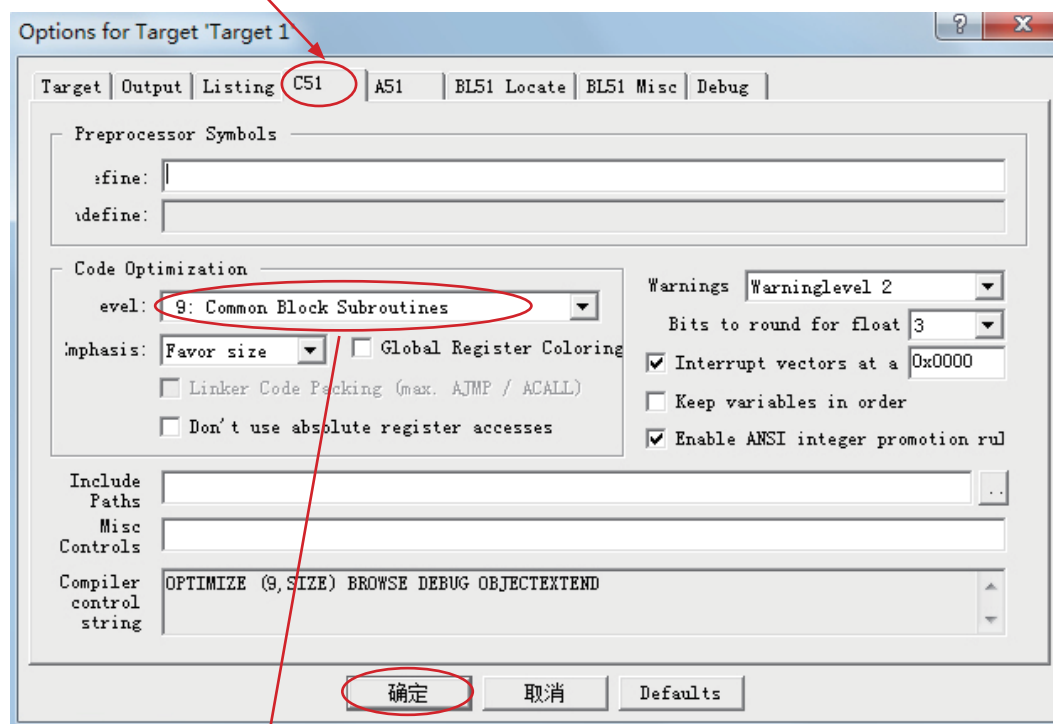 Options for Target 'Target 1'
Target Output Listing C51 A51 BL51 Locate BL51 Misc Debug
Preprocessor Symbols
efine:
define:
Code Optimization
evel: 9: Common Block Subroutines
Warnings Warninglevel 2
Bits to round for float 3
mphasis: Favor size Global Register Coloring
Interrupt vectors at a 0x0000
Linker Code Packing (max. AJMP / ACALL)
Keep variables in order
Don't use absolute register accesses
Enable ANSI integer promotion rul
Include
Paths
..
Misc
Controls
Compiler
control
string
OPTIMIZE (9,SIZE) BROWSE DEBUG OBJECTEXTEND
确定 取消 Defaults